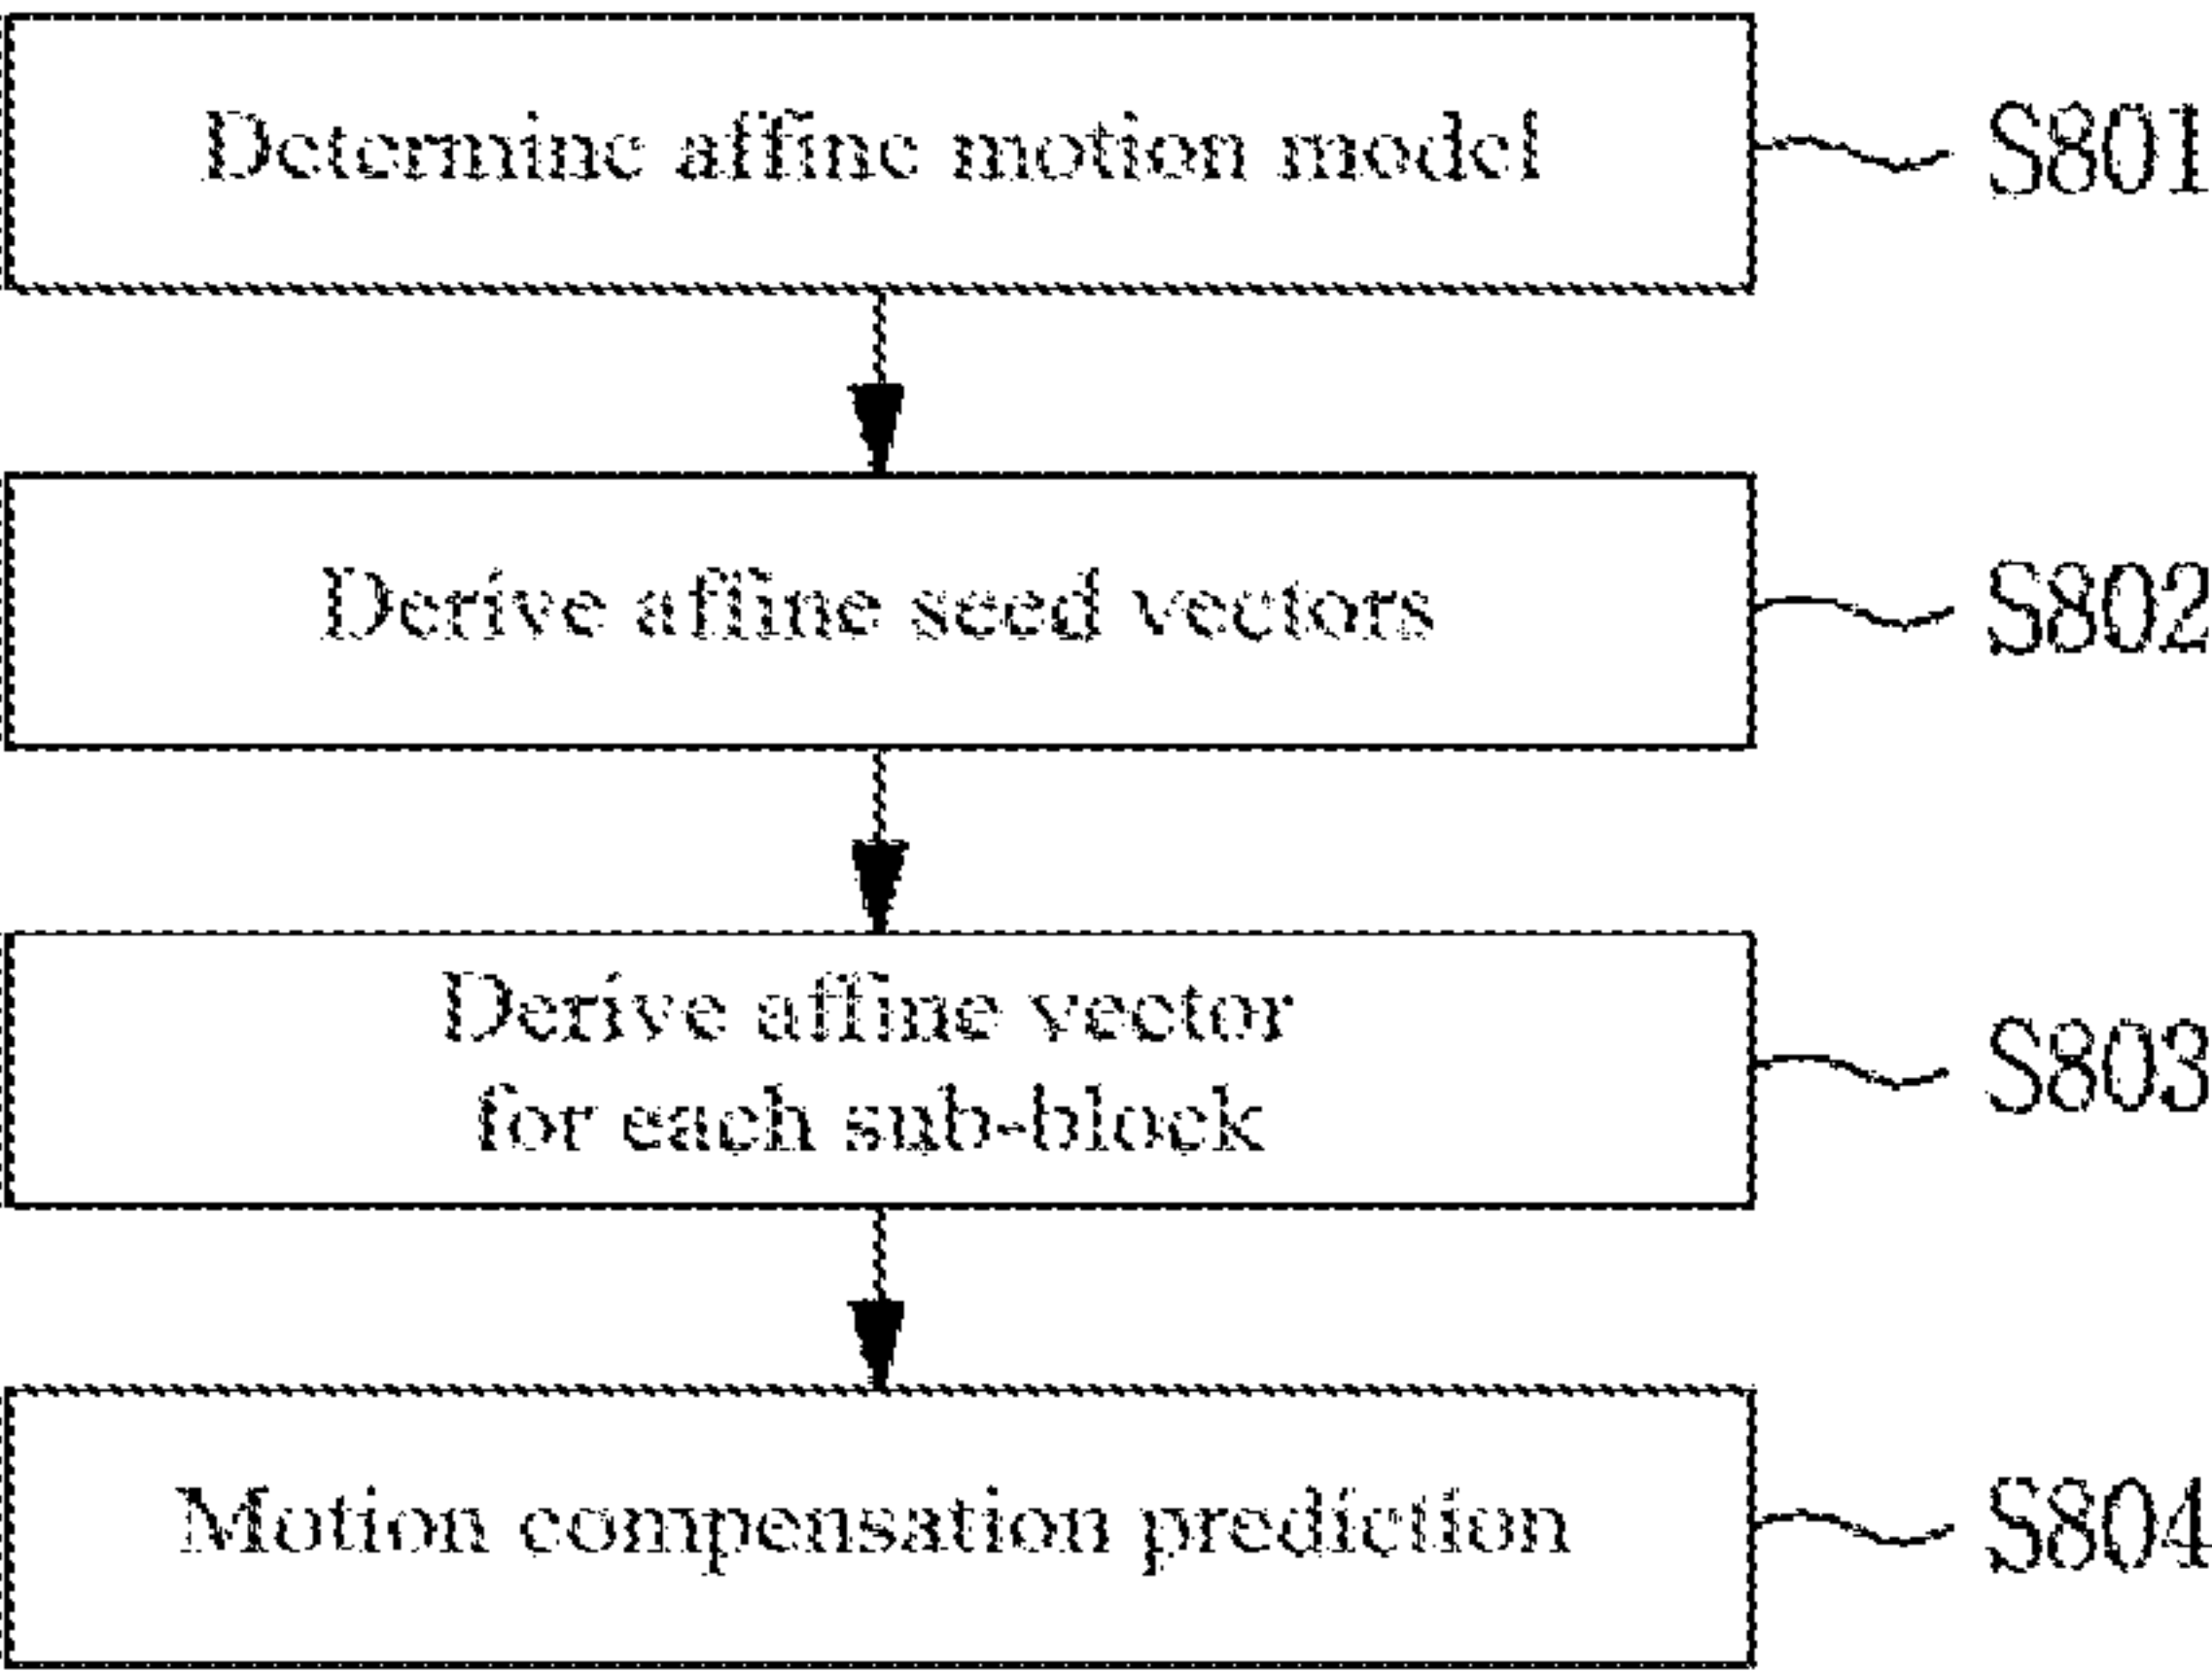 Determine affine motion model
S801
Derive affine seed vectors
S802
Derive affine vector
for each sub-block
S803
Motion compensation prediction
S804